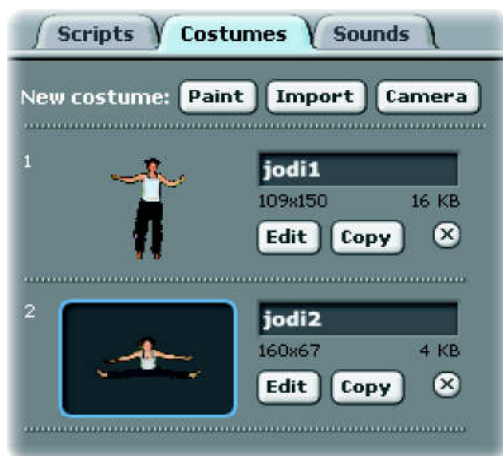 Scripts Costumes Sounds
New costume: Paint Import Camera
1
jodi1
109x150 16 KB
Edit Copy
2
jodi2
160x67 4 KB
Edit Copy